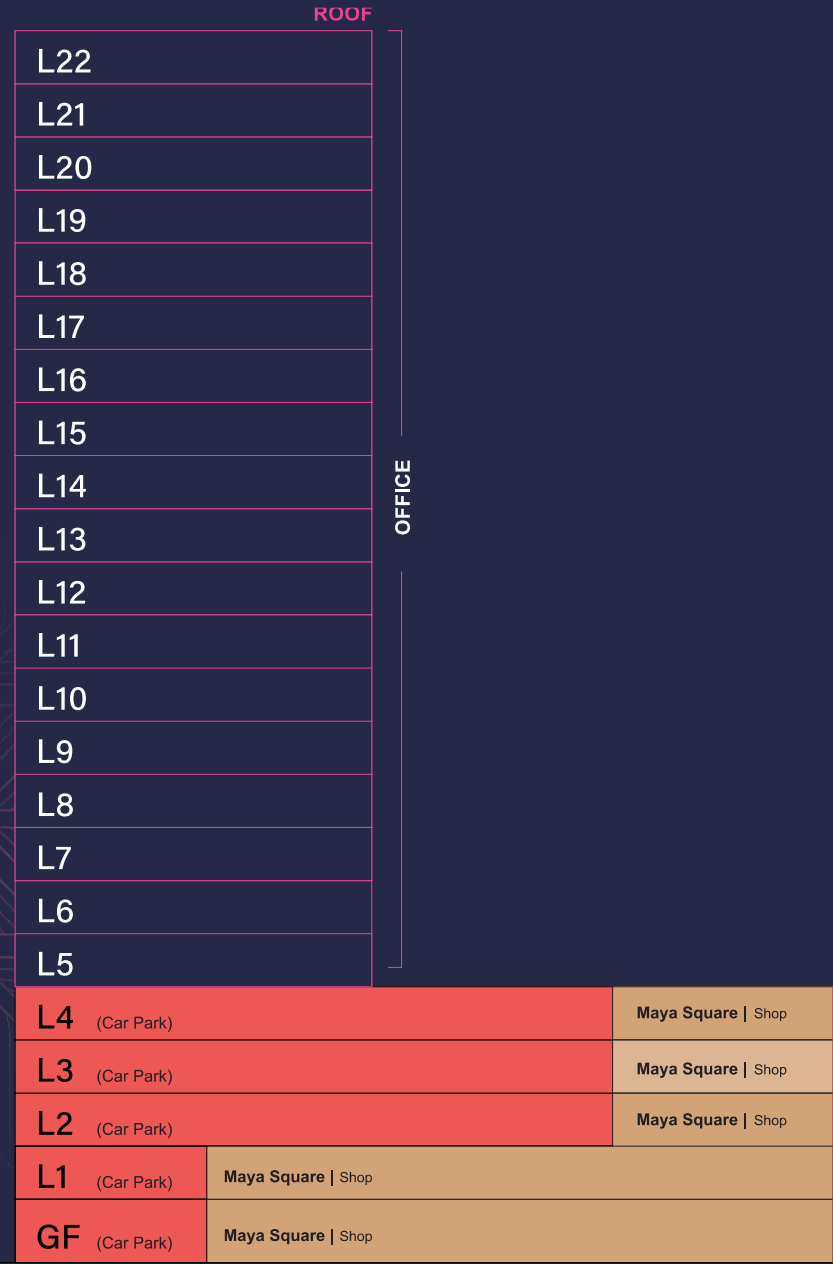 ROOF
L22
L21
L20
L19
L18
L17
L16
L15
L14
OFFICE
L13
L12
L11
L10
L9
L8
L7
L6
L5
L4 (Car Park) Maya Square | Shop
L3 (Car Park) Maya Square | Shop
L2 (Car Park) Maya Square | Shop
L1 (Car Park) Maya Square | Shop
GF (Car Park) Maya Square | Shop